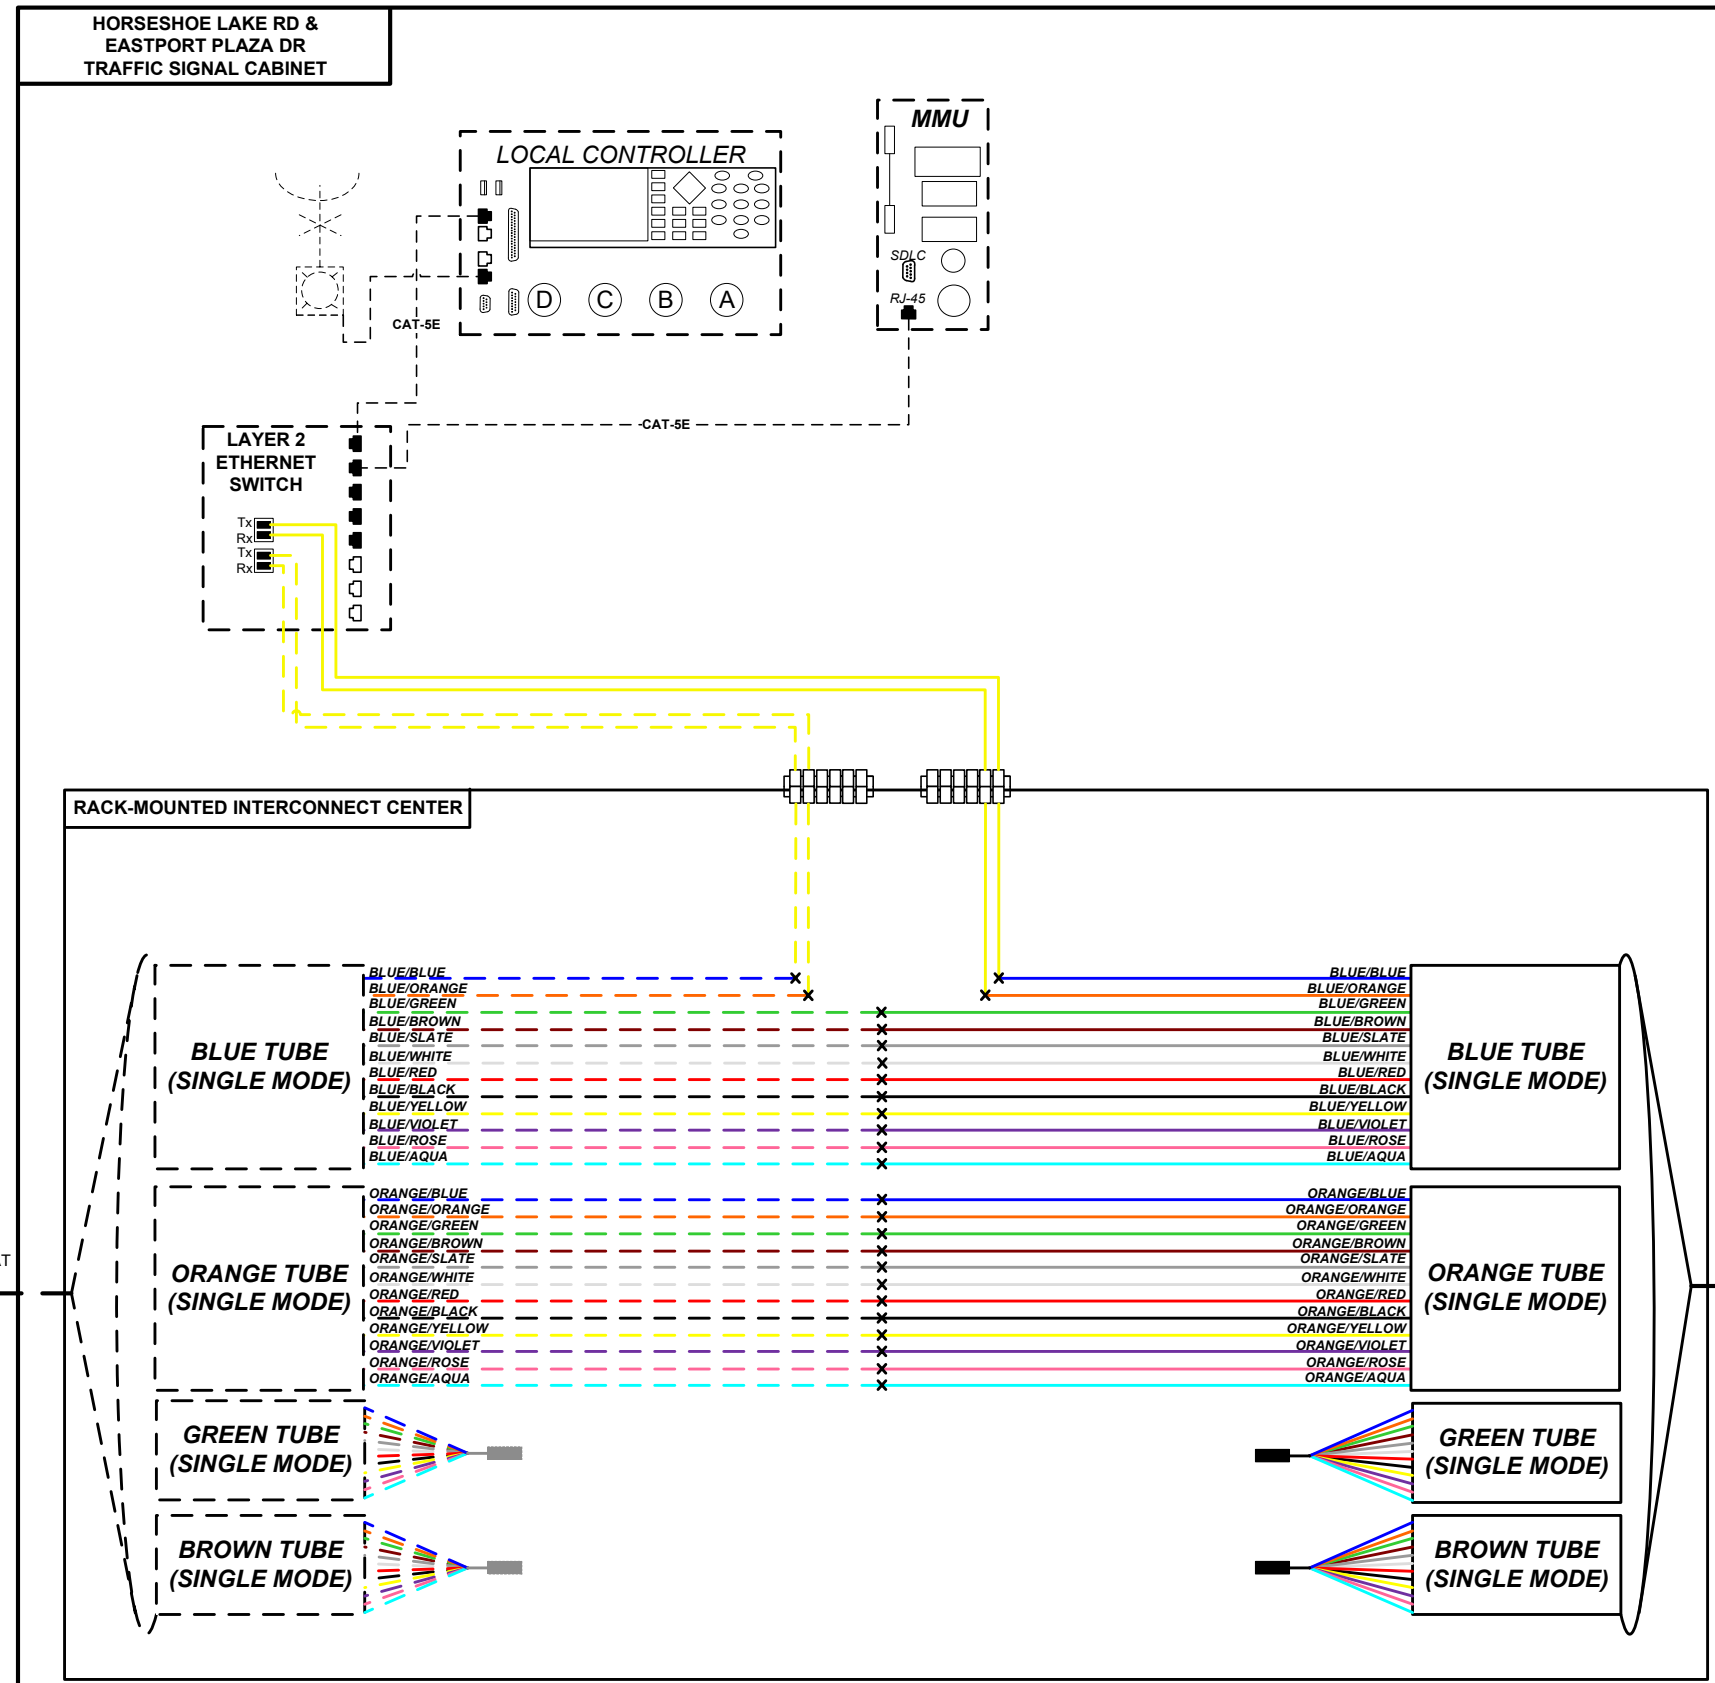 HORSESHOE LAKE RD &
EASTPORT PLAZA DR
TRAFFIC SIGNAL CABINET
MMU
LOCAL CONTROLLER
SDLC
RJ-45
D
C
B
A
CAT-5E
CAT-5E
LAYER 2
ETHERNET
SWITCH
Tx
Rx
Tx
Rx
RACK-MOUNTED INTERCONNECT CENTER
BLUE TUBE
(SINGLE MODE)
BLUE/BLUE
BLUE/ORANGE
BLUE/GREEN
BLUE/BROWN
BLUE/SLATE
BLUE/WHITE
BLUE/RED
BLUE/BLACK
BLUE/YELLOW
BLUE/VIOLET
BLUE/ROSE
BLUE/AQUA
BLUE/BLUE
BLUE/ORANGE
BLUE/GREEN
BLUE/BROWN
BLUE/SLATE
BLUE/WHITE
BLUE/RED
BLUE/BLACK
BLUE/YELLOW
BLUE/VIOLET
BLUE/ROSE
BLUE/AQUA
BLUE TUBE
(SINGLE MODE)
ORANGE TUBE
(SINGLE MODE)
ORANGE/BLUE
ORANGE/ORANGE
ORANGE/GREEN
ORANGE/BROWN
ORANGE/SLATE
ORANGE/WHITE
ORANGE/RED
ORANGE/BLACK
ORANGE/YELLOW
ORANGE/VIOLET
ORANGE/ROSE
ORANGE/AQUA
ORANGE/BLUE
ORANGE/ORANGE
ORANGE/GREEN
ORANGE/BROWN
ORANGE/SLATE
ORANGE/WHITE
ORANGE/RED
ORANGE/BLACK
ORANGE/YELLOW
ORANGE/VIOLET
ORANGE/ROSE
ORANGE/AQUA
ORANGE TUBE
(SINGLE MODE)
GREEN TUBE
(SINGLE MODE)
GREEN TUBE
(SINGLE MODE)
BROWN TUBE
(SINGLE MODE)
BROWN TUBE
(SINGLE MODE)